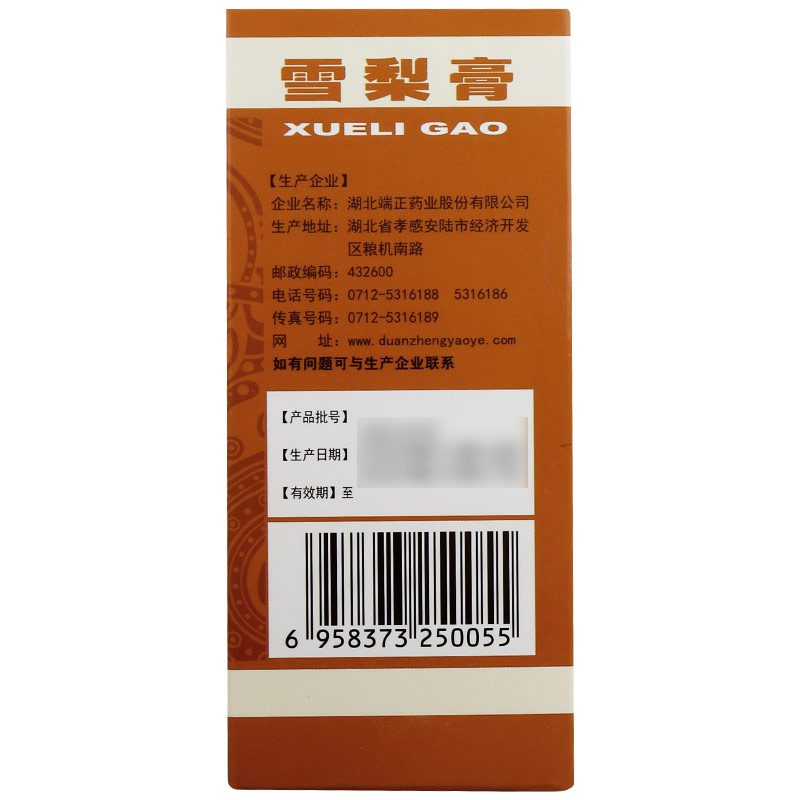 雪梨膏
XUELI GAO
【生产企业】
企业名称：湖北端正药业股份有限公司
生产地址：湖北省孝感安陆市经济开发
区粮机南路
邮政编码：432600
电话号码：0712-5316188 5316186
传真号码：0712-5316189
网 址：www.duanzhengyaoye.com
如有问题可与生产企业联系
【产品批号】
【生产日期】
【有效期】至
6 958373 250055